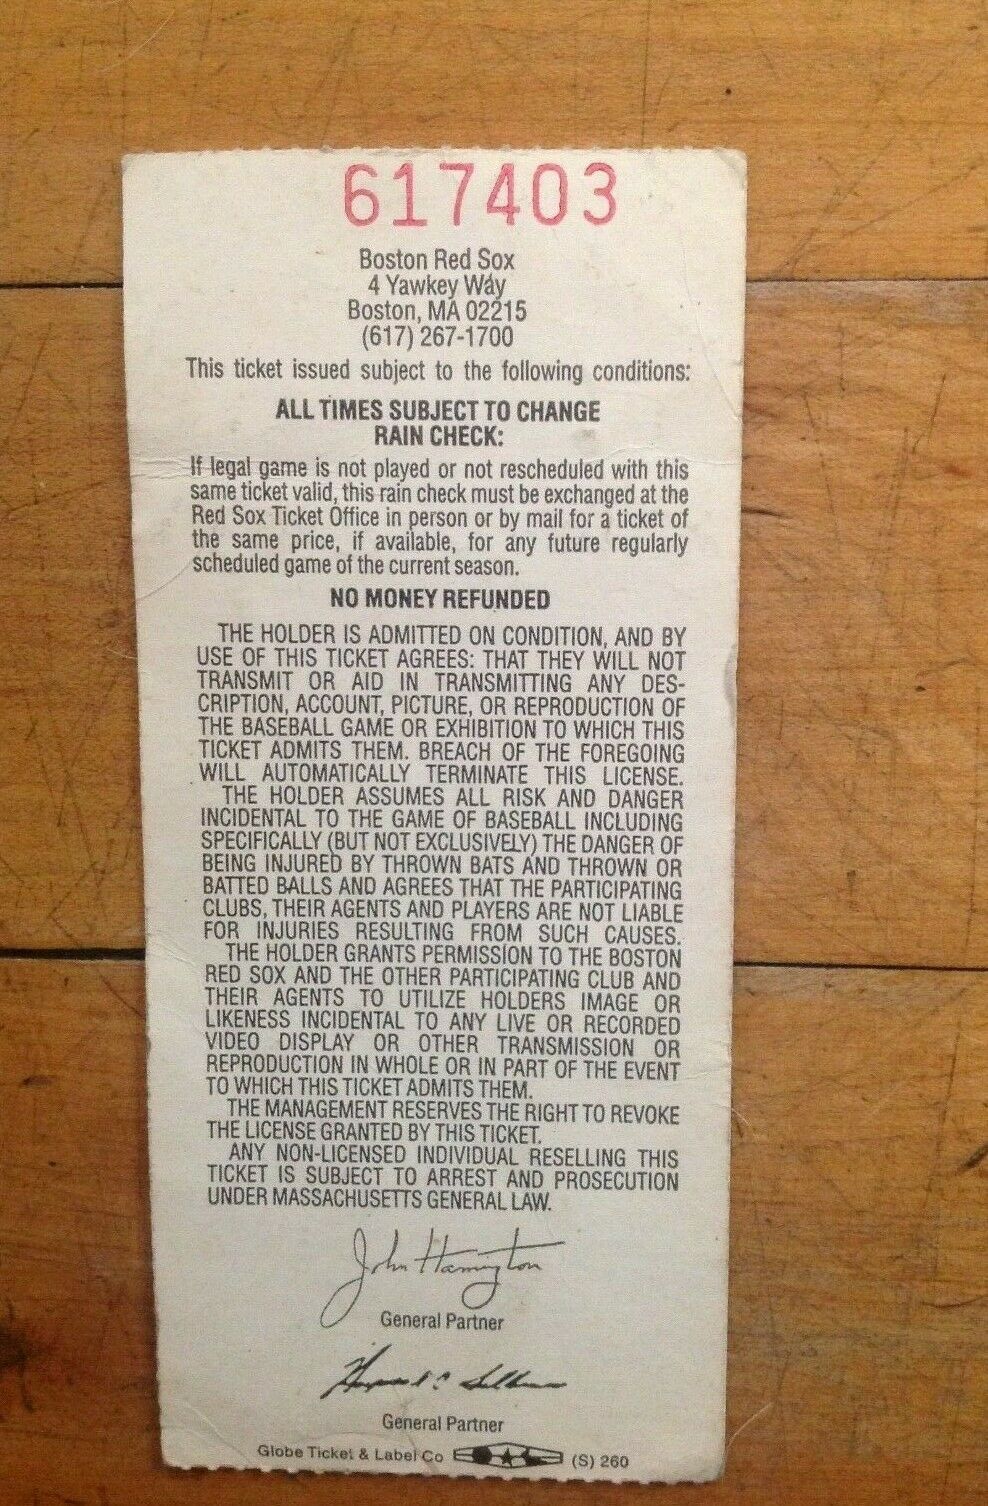 617403
Boston Red Sox
4 Yawkey Way
Boston, MA 02215
(617) 267-1700
This ticket issued subject to the following conditions:
ALL TIMES SUBJECT TO CHANGE
RAIN CHECK:
If legal game is not played or not rescheduled with this
same ticket valid, this rain check must be exchanged at the
Red Sox Ticket Office in person or by mail for a ticket of
the same price, if available, for any future regularly
scheduled game of the current season.
NO MONEY REFUNDED
THE HOLDER IS ADMITTED ON CONDITION, AND BY
USE OF THIS TICKET AGREES: THAT THEY WILL NOT
TRANSMIT OR AID IN TRANSMITTING ANY DES-
CRIPTION, ACCOUNT, PICTURE, OR REPRODUCTION OF
THE BASEBALL GAME OR EXHIBITION TO WHICH THIS
TICKET ADMITS THEM. BREACH OF THE FOREGOING
WILL AUTOMATICALLY TERMINATE THIS LICENSE.
THE HOLDER ASSUMES ALL RISK AND DANGER
INCIDENTAL TO THE GAME OF BASEBALL INCLUDING
SPECIFICALLY (BUT NOT EXCLUSIVELY) THE DANGER OF
BEING INJURED BY THROWN BATS AND THROWN OR
BATTED BALLS AND AGREES THAT THE PARTICIPATING
CLUBS, THEIR AGENTS AND PLAYERS ARE NOT LIABLE
FOR INJURIES RESULTING FROM SUCH CAUSES.
THE HOLDER GRANTS PERMISSION TO THE BOSTON
RED SOX AND THE OTHER PARTICIPATING CLUB AND
THEIR AGENTS TO UTILIZE HOLDERS IMAGE OR
LIKENESS INCIDENTAL TO ANY LIVE OR RECORDED
VIDEO DISPLAY OR OTHER TRANSMISSION OR
REPRODUCTION IN WHOLE OR IN PART OF THE EVENT
TO WHICH THIS TICKET ADMITS THEM.
THE MANAGEMENT RESERVES THE RIGHT TO REVOKE
THE LICENSE GRANTED BY THIS TICKET.
ANY NON-LICENSED INDIVIDUAL RESELLING THIS
TICKET IS SUBJECT TO ARREST AND PROSECUTION
UNDER MASSACHUSETTS GENERAL LAW.
John Harrington
General Partner
General Partner
Globe Ticket & Label Co (S) 260